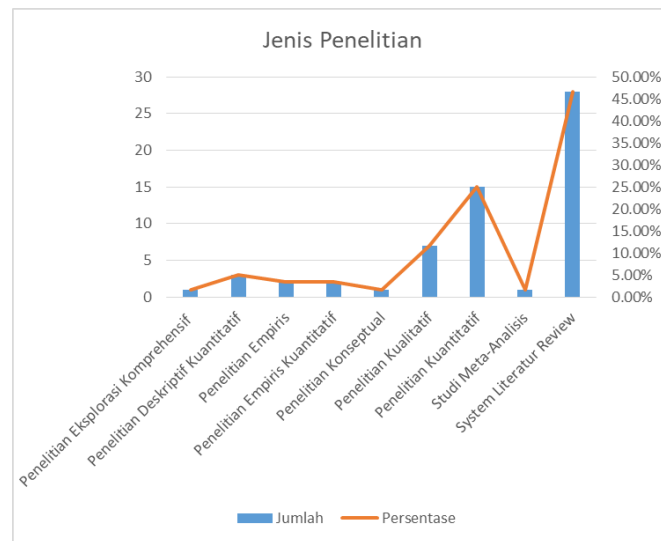 Jenis Penelitian
30
25
20
15
10
5
0
50.00%
45.00%
40.00%
35.00%
30.00%
25.00%
20.00%
15.00%
10.00%
5.00%
0.00%
Penelitian Eksplorasi Komprehensif
Penelitian Deskriptif Kuantitatif
Penelitian Empiris
Penelitian Empiris Kuantitatif
Penelitian Konseptual
Penelitian Kualitatif
Penelitian Kuantitatif
Studi Meta-Analisis
System Literatur Review
Jumlah
Persentase